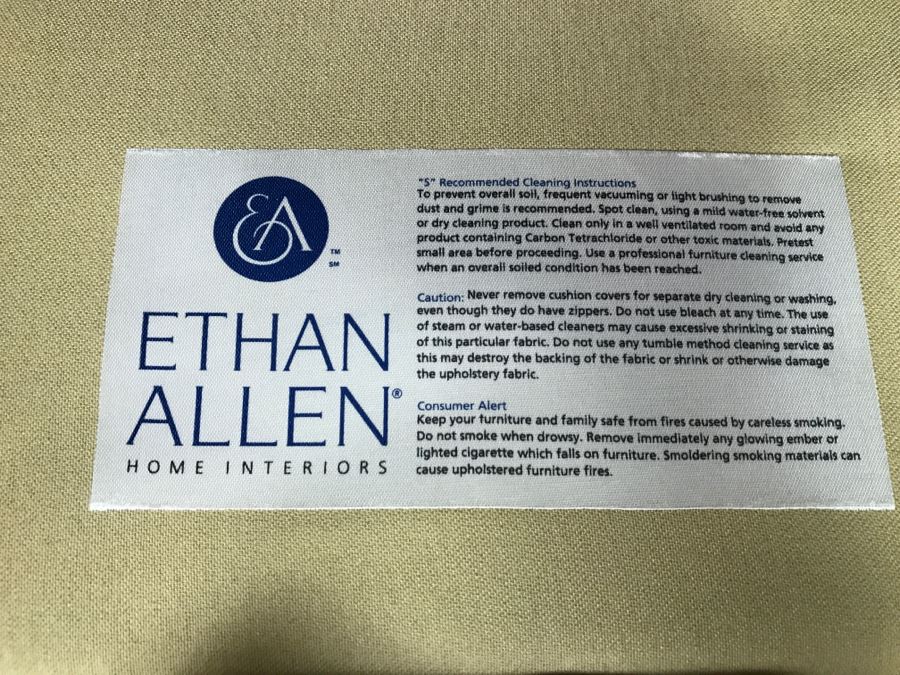 EA
TM
SM
ETHAN
ALLEN®
HOME INTERIORS
"S" Recommended Cleaning Instructions
To prevent overall soil, frequent vacuuming or light brushing to remove
dust and grime is recommended. Spot clean, using a mild water-free solvent
or dry cleaning product. Clean only in a well ventilated room and avoid any
product containing Carbon Tetrachloride or other toxic materials. Pretest
small area before proceeding. Use a professional furniture cleaning service
when an overall soiled condition has been reached.
Caution: Never remove cushion covers for separate dry cleaning or washing,
even though they do have zippers. Do not use bleach at any time. The use
of steam or water-based cleaners may cause excessive shrinking or staining
of this particular fabric. Do not use any tumble method cleaning service as
this may destroy the backing of the fabric or shrink or otherwise damage
the upholstery fabric.
Consumer Alert
Keep your furniture and family safe from fires caused by careless smoking.
Do not smoke when drowsy. Remove immediately any glowing ember or
lighted cigarette which falls on furniture. Smoldering smoking materials can
cause upholstered furniture fires.